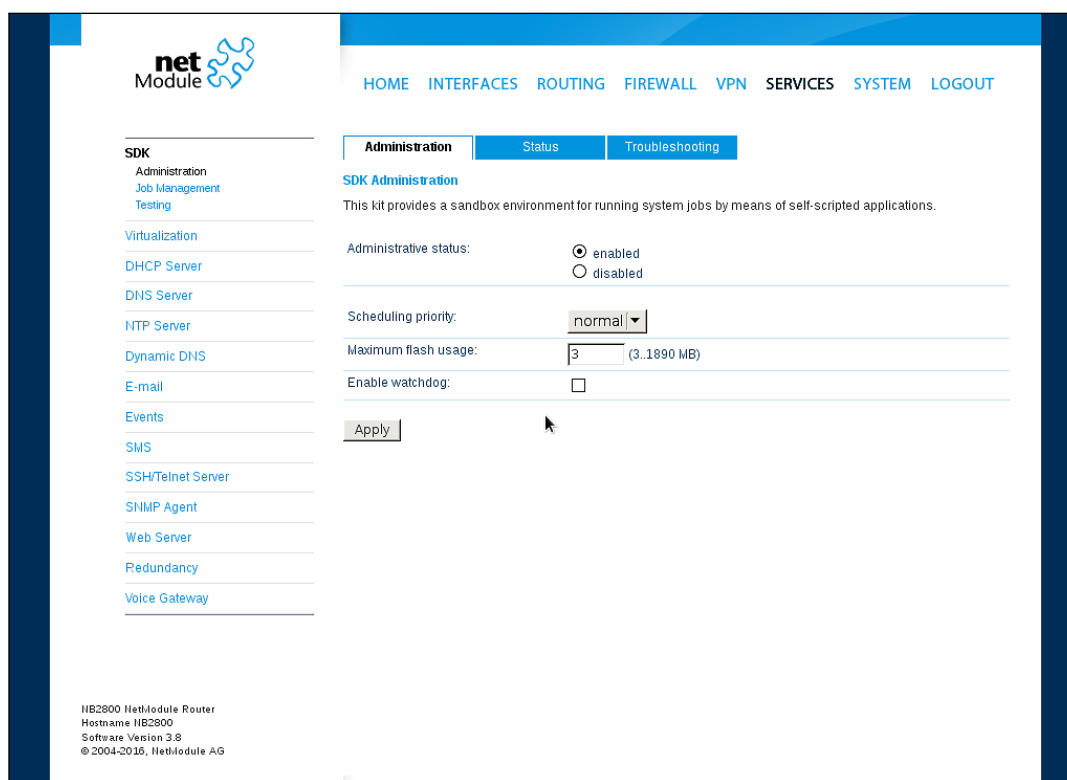 net
Module
HOME INTERFACES ROUTING FIREWALL VPN SERVICES SYSTEM LOGOUT
SDK
Administration
Job Management
Testing
Virtualization
DHCP Server
DNS Server
NTP Server
Dynamic DNS
E-mail
Events
SMS
SSH/Telnet Server
SNMP Agent
Web Server
Redundancy
Voice Gateway
Administration Status Troubleshooting
SDK Administration
This kit provides a sandbox environment for running system jobs by means of self-scripted applications.
Administrative status:
enabled
disabled
Scheduling priority: normal
Maximum flash usage: 3 (3..1890 MB)
Enable watchdog:
Apply
NB2800 NetModule Router
Hostname NB2800
Software Version 3.8
© 2004-2016, NetModule AG